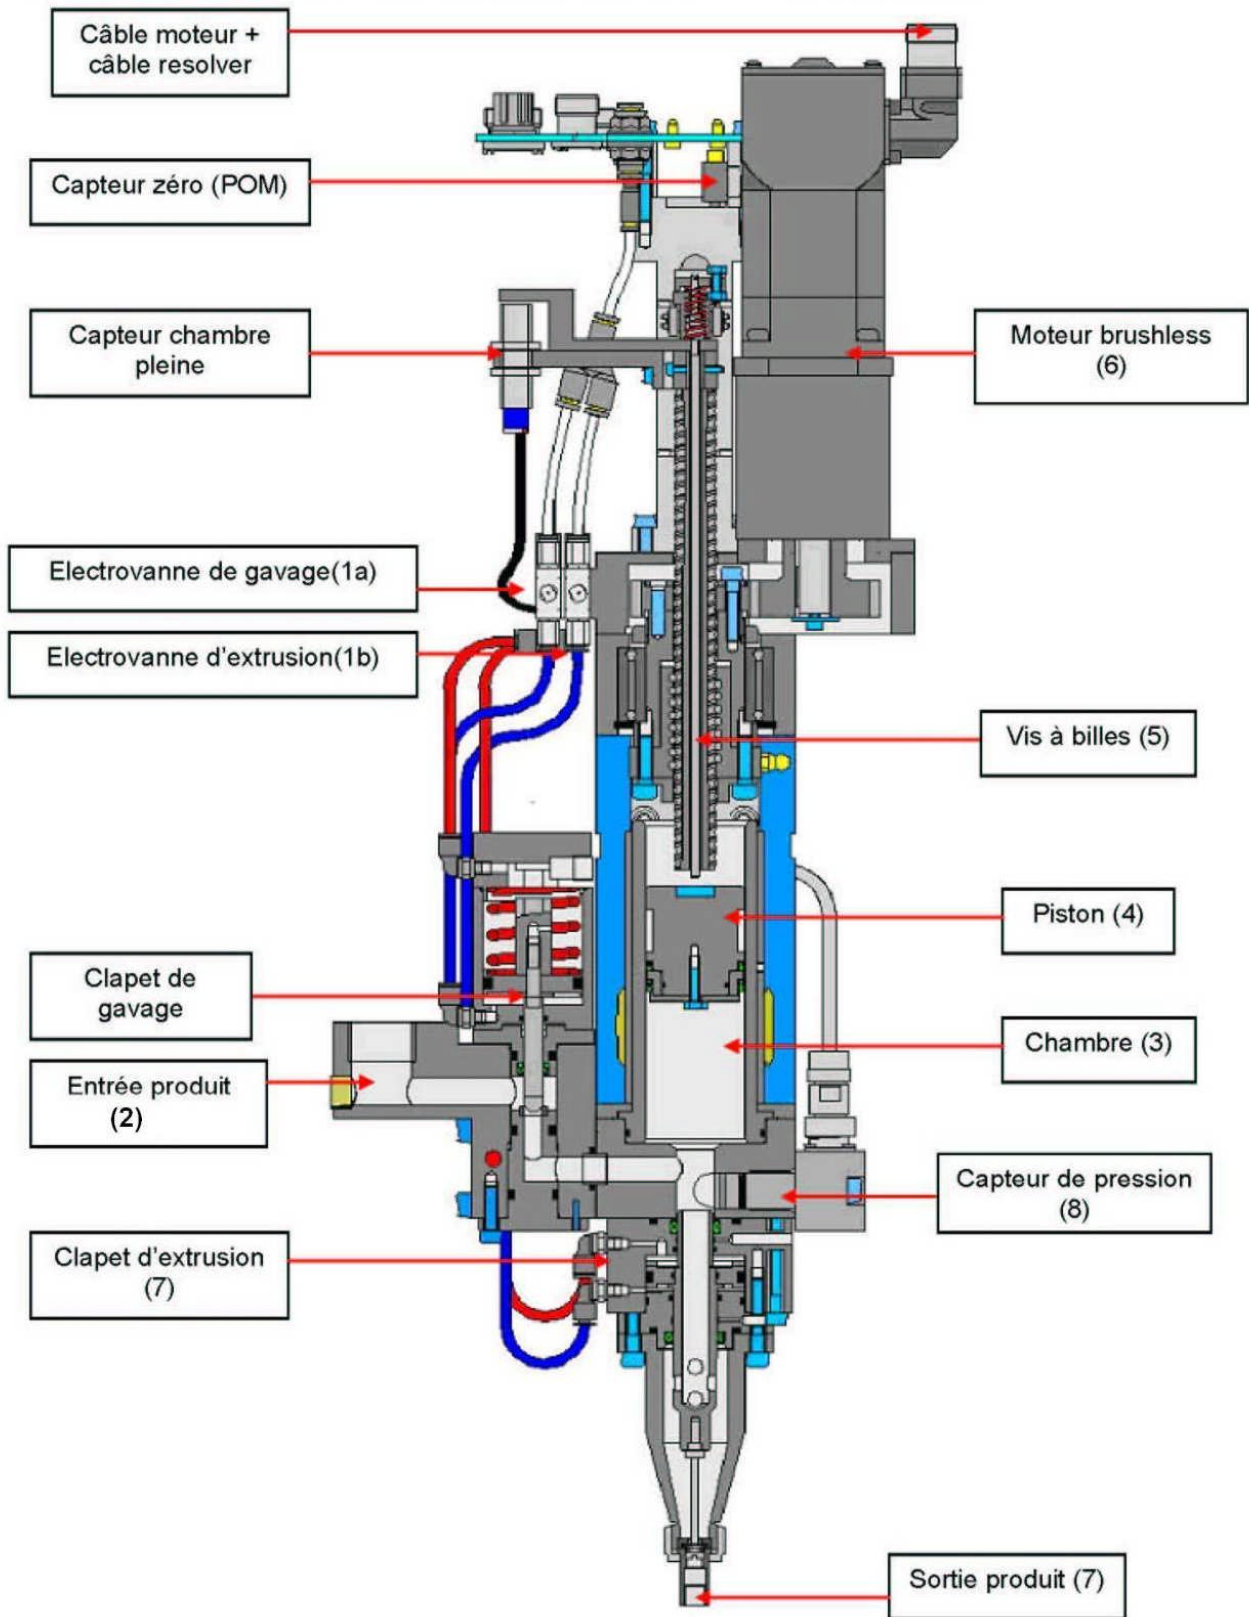 Câble moteur +
câble resolver
Capteur zéro (POM)
Capteur chambre
pleine
Moteur brushless
(6)
Electrovanne de gavage(1a)
Electrovanne d'extrusion(1b)
Vis à billes (5)
Piston (4)
Clapet de
gavage
Chambre (3)
Entrée produit
(2)
Capteur de pression
(8)
Clapet d'extrusion
(7)
Sortie produit (7)